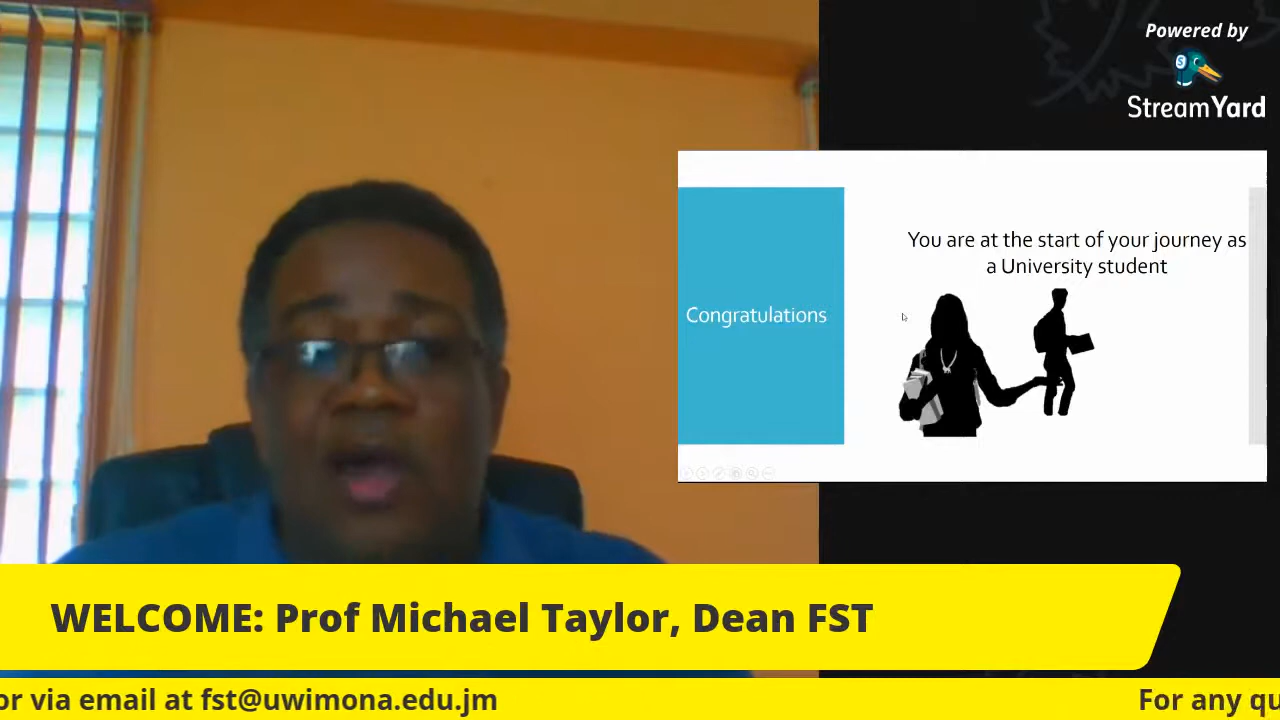 Powered by
S
StreamYard
You are at the start of your journey as
a University student
Congratulations
WELCOME: Prof Michael Taylor, Dean FST
or via email at fst@uwimona.edu.jm
For any qu